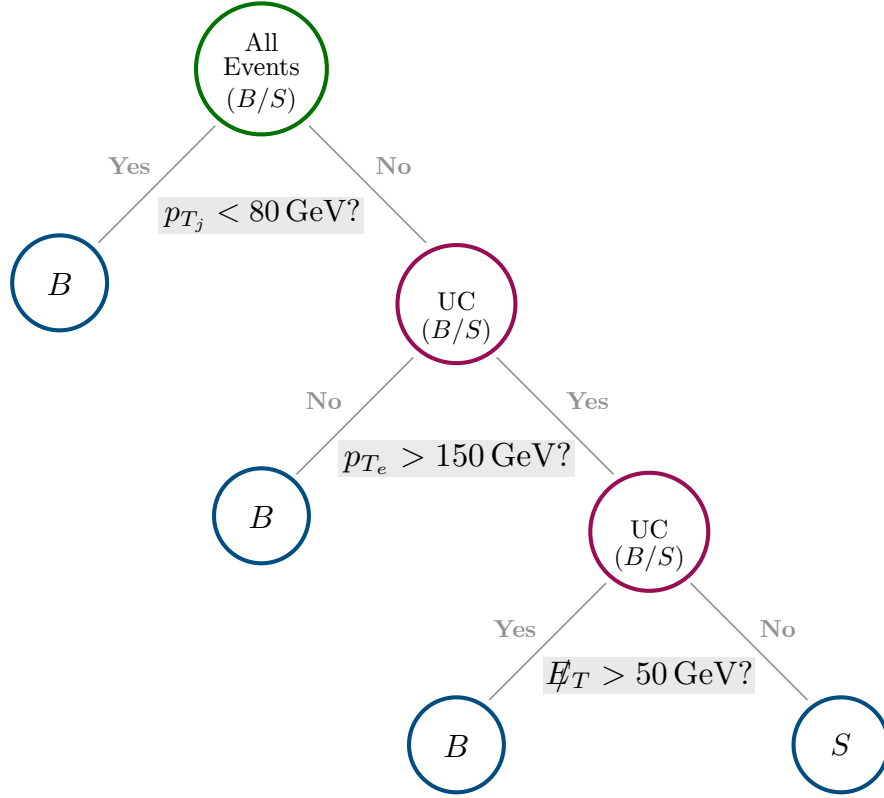 All
Events
(B/S)
Yes
No
p_{T_j} < 80 GeV?
B
UC
(B/S)
No
Yes
p_{T_e} > 150 GeV?
B
UC
(B/S)
Yes
No
E̸_T > 50 GeV?
B
S